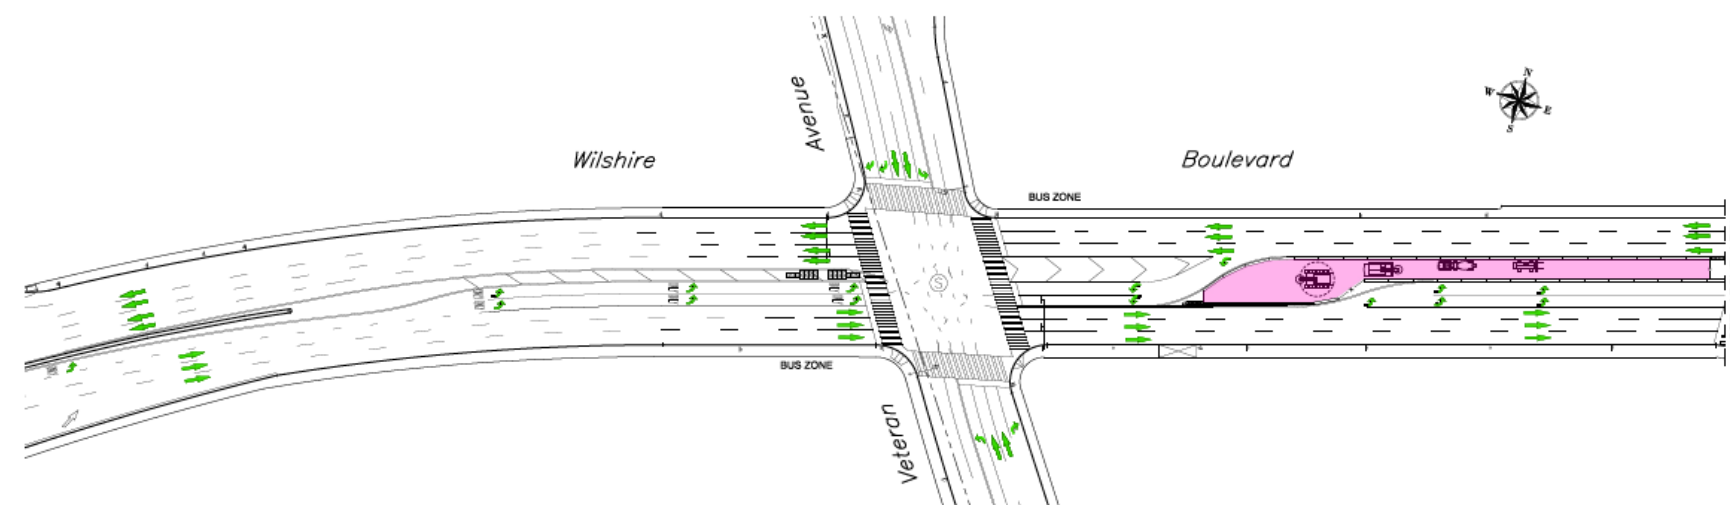 N
W
E
S
Avenue
Wilshire
Boulevard
BUS ZONE
S
BUS ZONE
Veteran